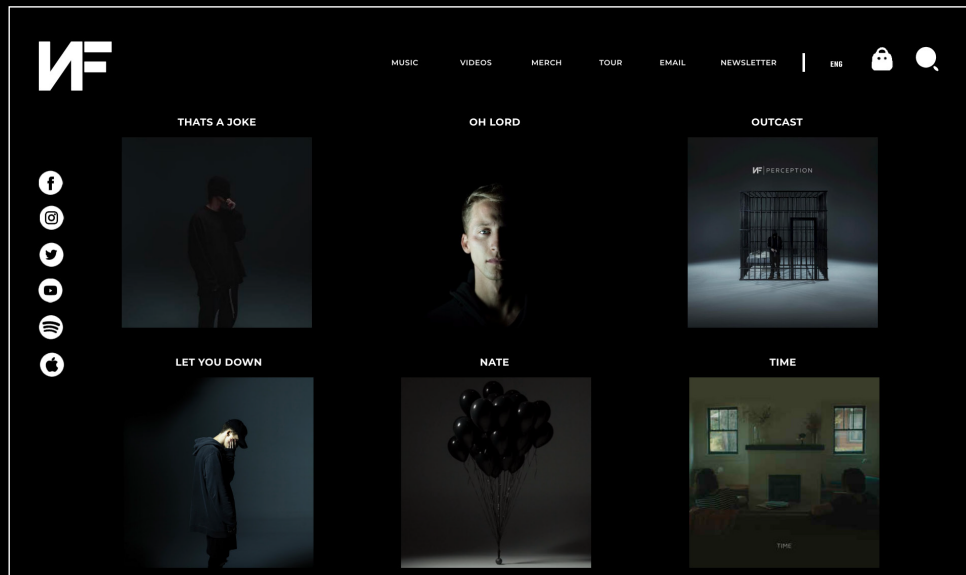 NF
MUSIC VIDEOS MERCH TOUR EMAIL NEWSLETTER ENG
THATS A JOKE OH LORD OUTCAST
NF PERCEPTION
LET YOU DOWN NATE TIME
TIME